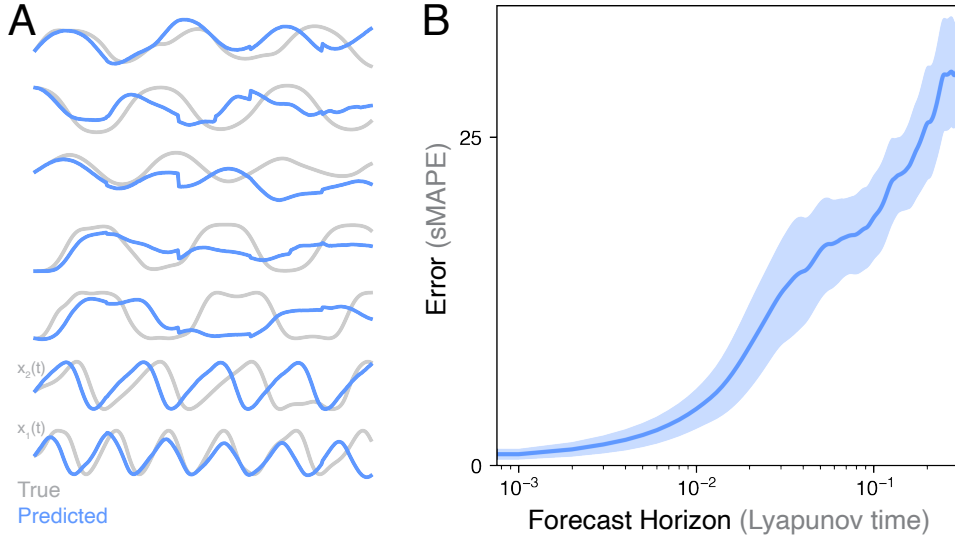 A
x₂(t)
x₁(t)
True
Predicted
B
Error (sMAPE)
25
0
10⁻³
10⁻²
10⁻¹
Forecast Horizon (Lyapunov time)